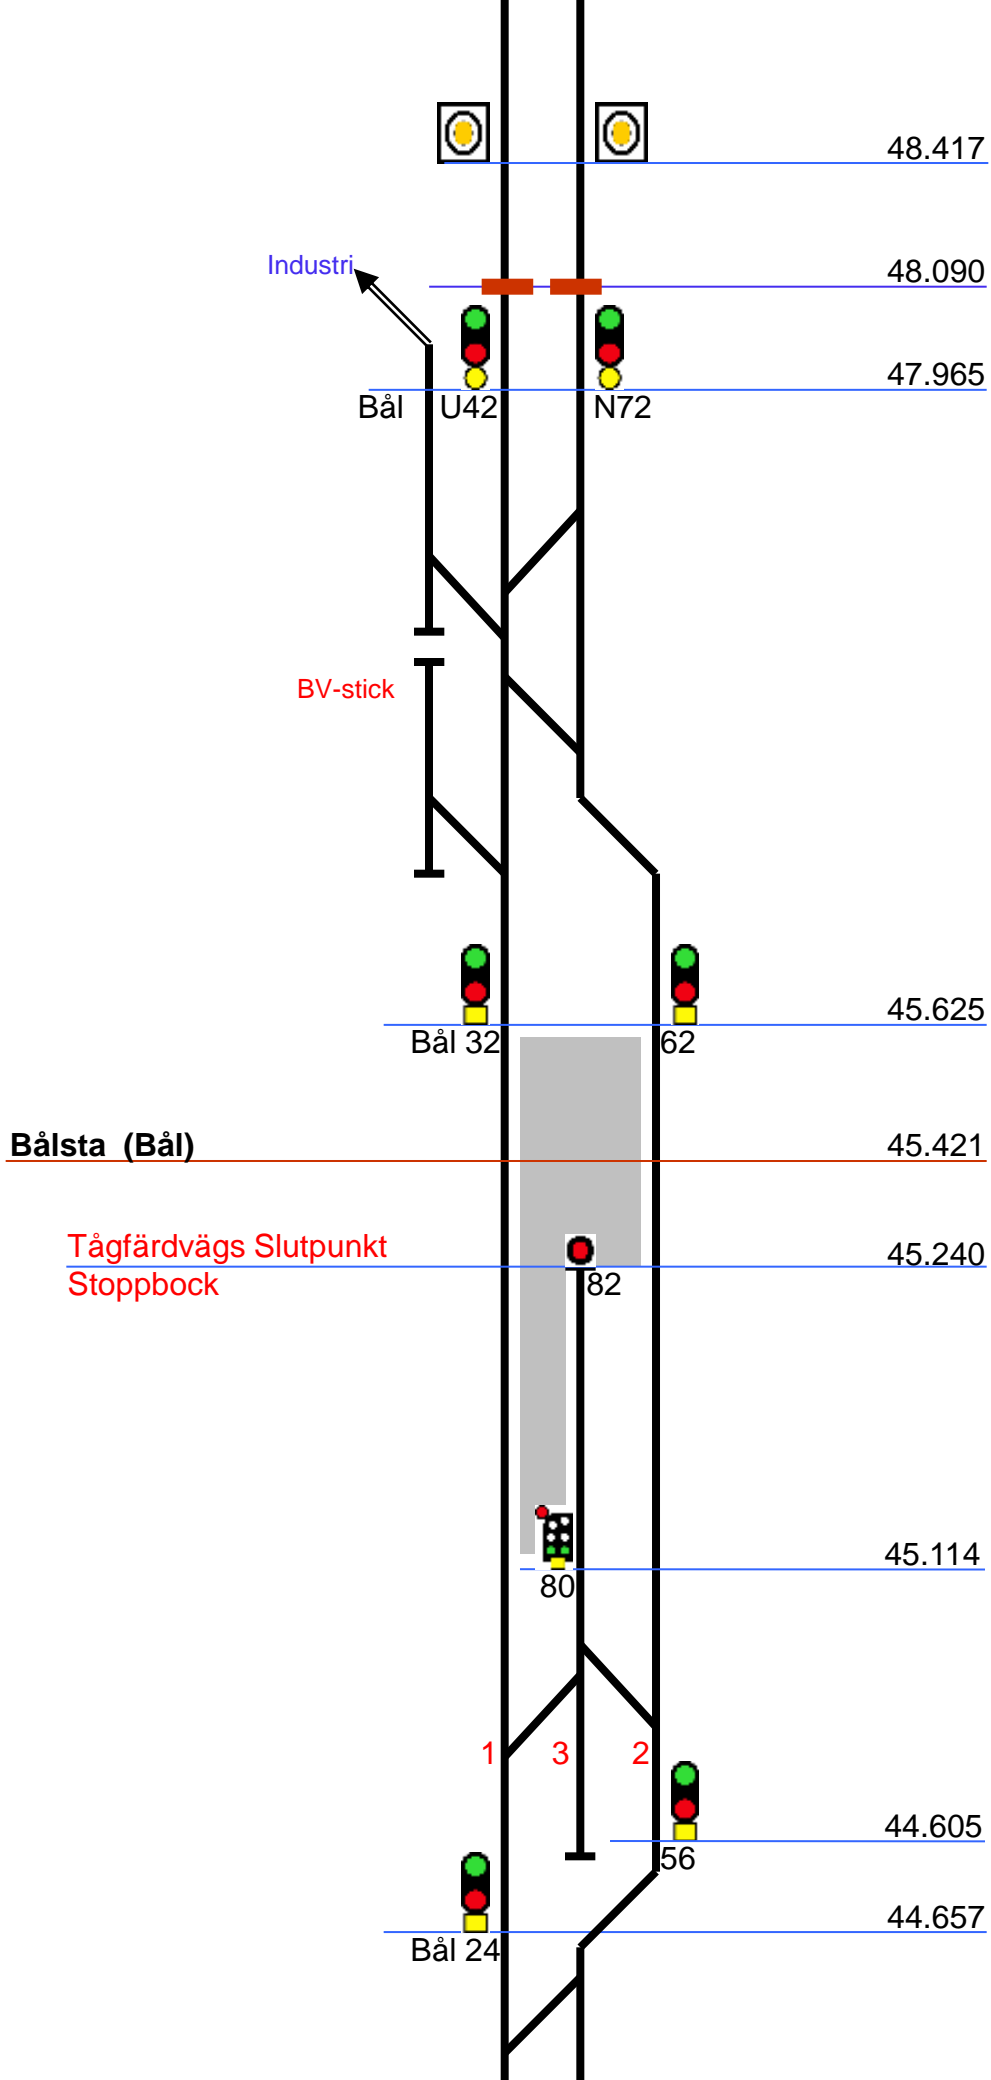 48.417
Industri
48.090
47.965
Bål U42 N72
BV-stick
45.625
Bål 32 62
Bålsta (Bål) 45.421
Tågfärdvägs Slutpunkt 45.240
Stoppbock 82
45.114
80
1 3 2
44.605
56
44.657
Bål 24